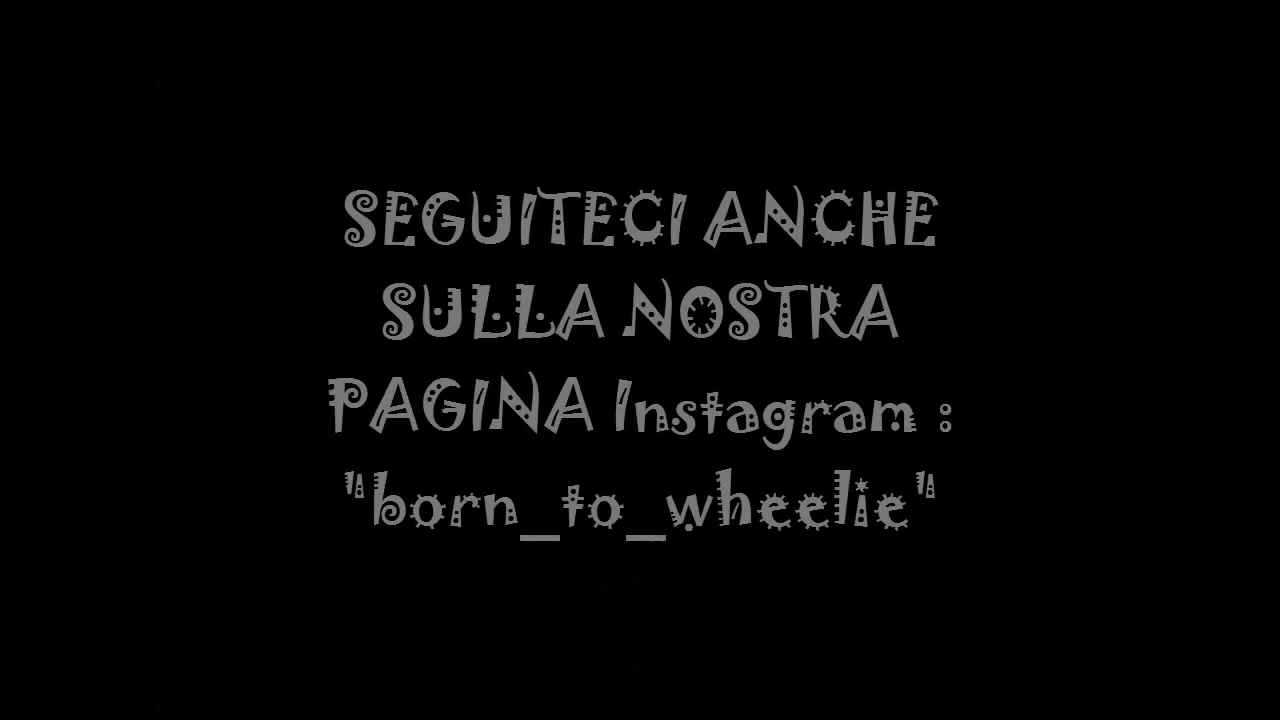 SEGUITECI ANCHE
SULLA NOSTRA
PAGINA Instagram :
"born_to_wheelie"